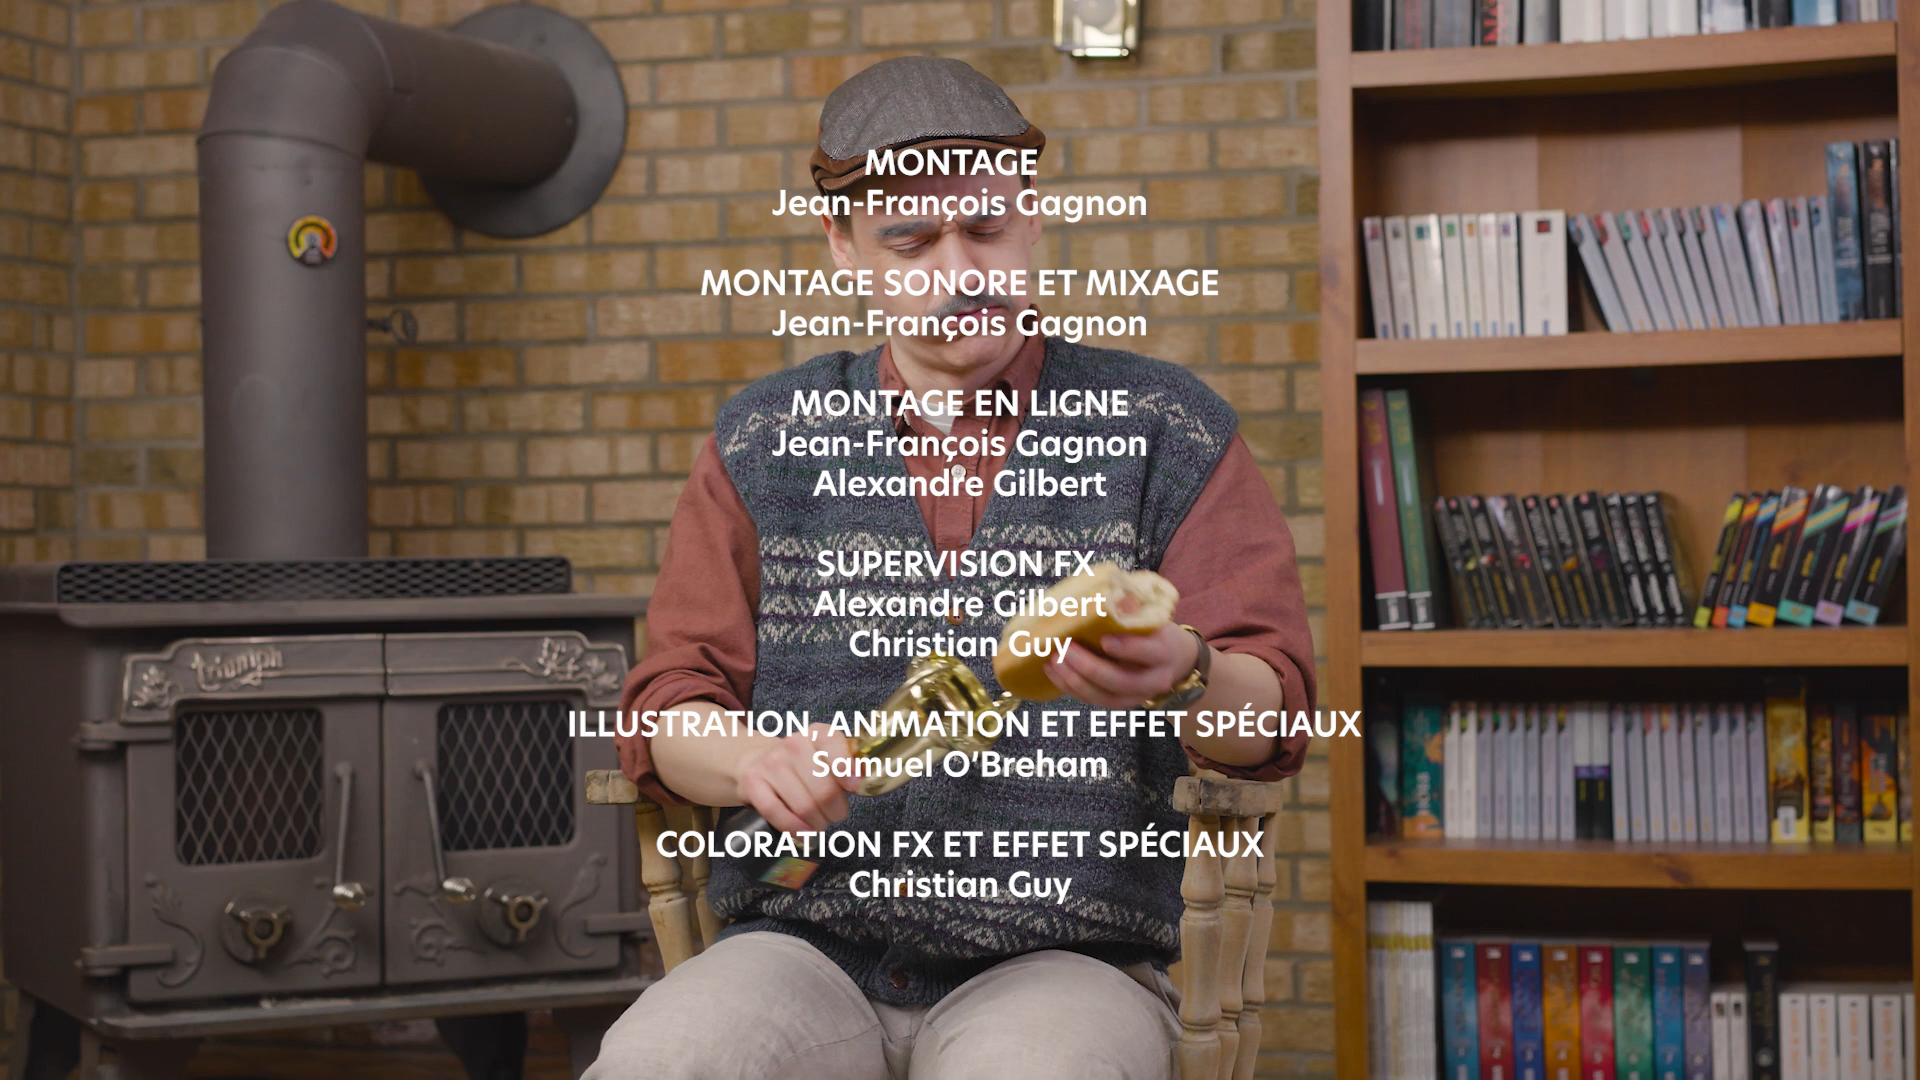 MONTAGE
Jean-François Gagnon
MONTAGE SONORE ET MIXAGE
Jean-François Gagnon
MONTAGE EN LIGNE
Jean-François Gagnon
Alexandre Gilbert
SUPERVISION FX
Alexandre Gilbert
Christian Guy
ILLUSTRATION, ANIMATION ET EFFET SPÉCIAUX
Samuel O'Breham
COLORATION FX ET EFFET SPÉCIAUX
Christian Guy
triumph